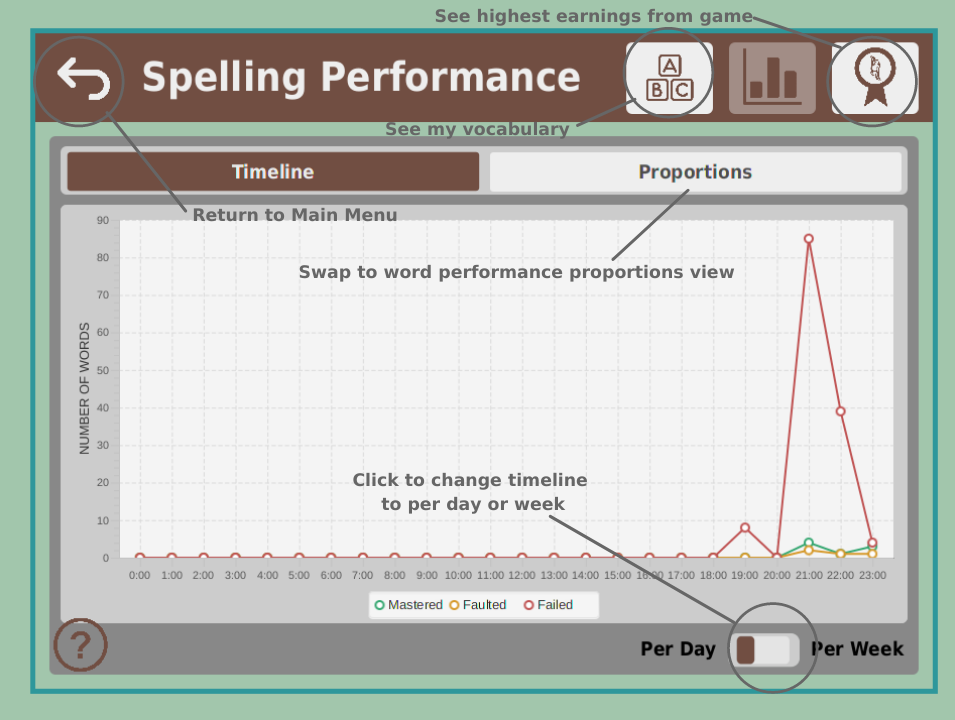 See highest earnings from game
Spelling Performance
A
B C
See my vocabulary
Timeline
Proportions
Return to Main Menu
Swap to word performance proportions view
90
80
70
60
50
40
30
20
10
0
NUMBER OF WORDS
Click to change timeline
to per day or week
0:00 1:00 2:00 3:00 4:00 5:00 6:00 7:00 8:00 9:00 10:00 11:00 12:00 13:00 14:00 15:00 16:00 17:00 18:00 19:00 20:00 21:00 22:00 23:00
Mastered Faulted Failed
?
Per Day Per Week